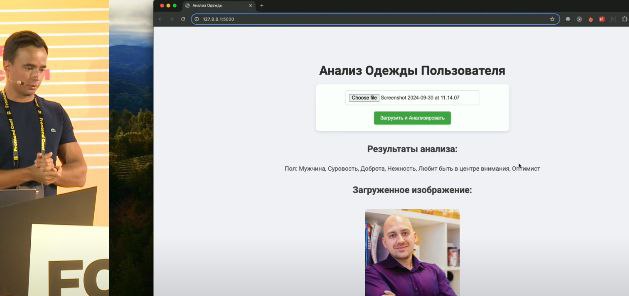 Анализ Одежды
127.0.0.1:5000
Анализ Одежды Пользователя
Choose file Screenshot 2024-09-30 at 11.14.07
Загрузить и Анализировать
Результаты анализа:
Пол: Мужчина, Суровость, Доброта, Нежность, Любит быть в центре внимания, Оптимист
Загруженное изображение:
FO